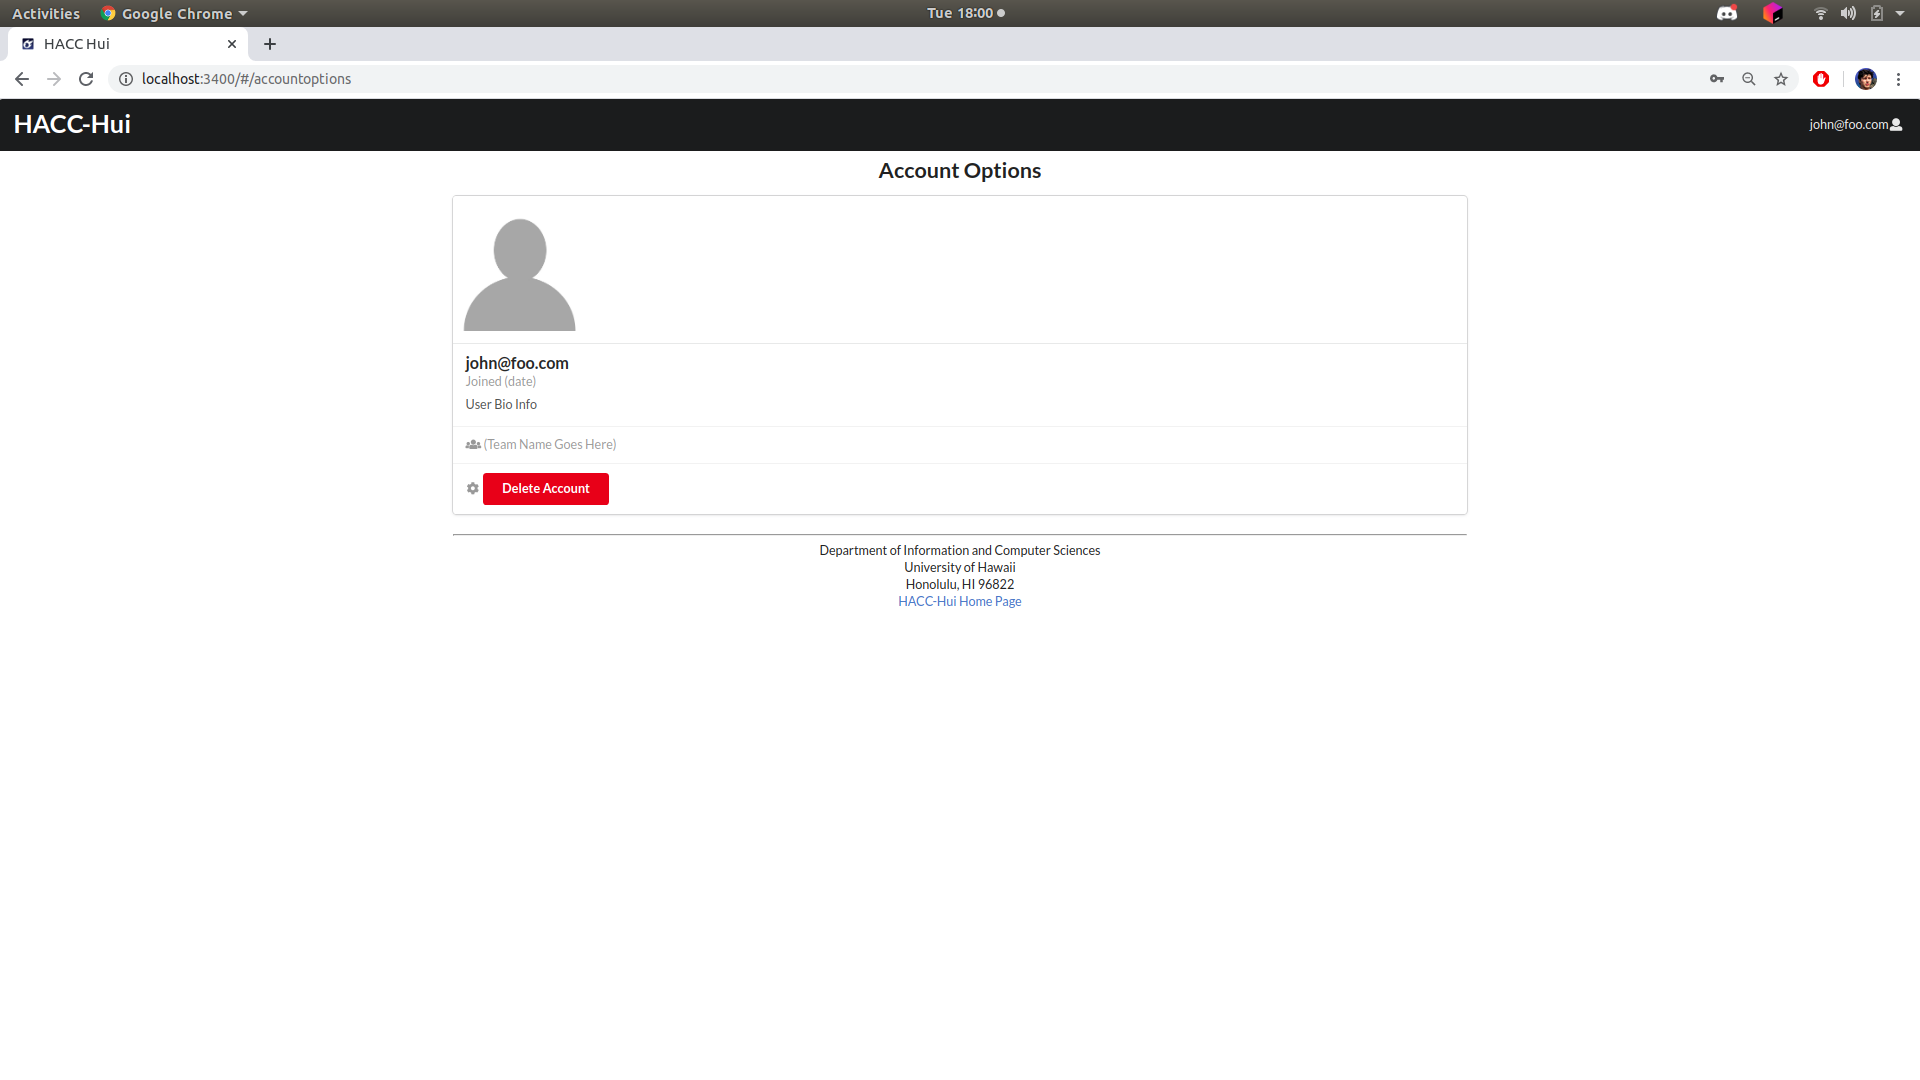 Activities
Google Chrome
Tue 18:00
HACC Hui
localhost:3400/#/accountoptions
HACC-Hui
john@foo.com
Account Options
john@foo.com
Joined (date)
User Bio Info
(Team Name Goes Here)
Delete Account
Department of Information and Computer Sciences
University of Hawaii
Honolulu, HI 96822
HACC-Hui Home Page